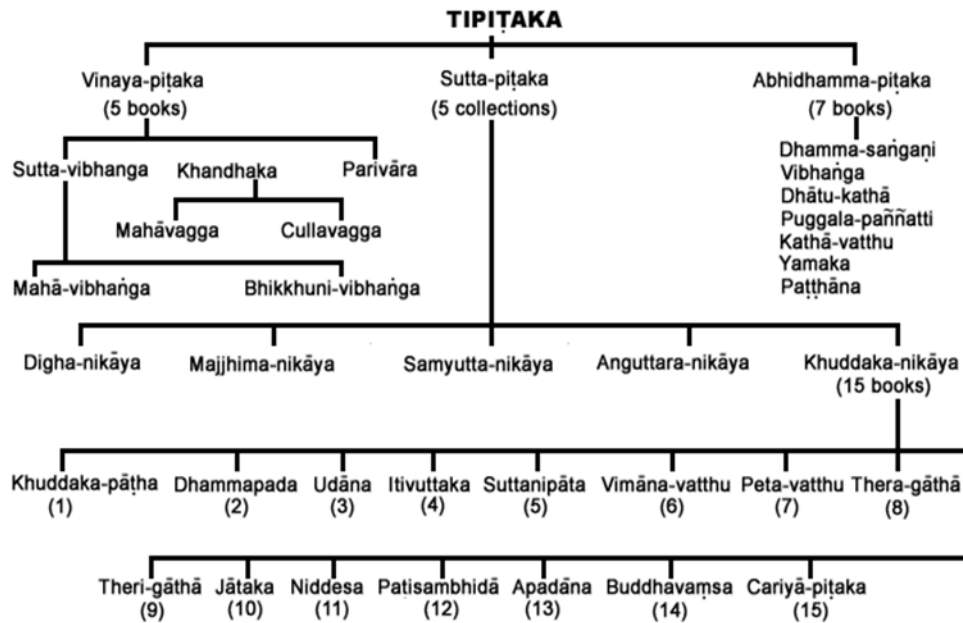 TIPIṬAKA
Vinaya-piṭaka Sutta-piṭaka Abhidhamma-piṭaka
(5 books) (5 collections) (7 books)
Sutta-vibhanga Khandhaka Parivāra
Mahāvagga Cullavagga
Mahā-vibhaṅga Bhikkhuni-vibhaṅga
Dhamma-saṅgaṇi
Vibhaṅga
Dhātu-kathā
Puggala-paññatti
Kathā-vatthu
Yamaka
Paṭṭhāna
Digha-nikāya Majjhima-nikāya Samyutta-nikāya Anguttara-nikāya Khuddaka-nikāya
(15 books)
Khuddaka-pāṭha Dhammapada Udāna Itivuttaka Suttanipāta Vimāna-vatthu Peta-vatthu Thera-gāthā
(1) (2) (3) (4) (5) (6) (7) (8)
Theri-gāthā Jātaka Niddesa Paṭisambhidā Apadāna Buddhavaṃsa Cariyā-piṭaka
(9) (10) (11) (12) (13) (14) (15)